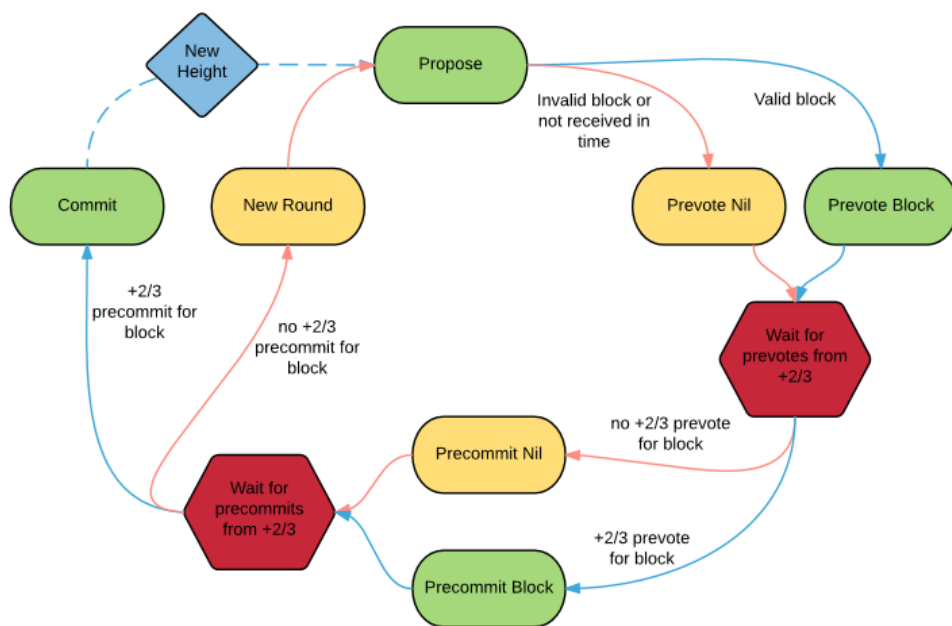 New
Height
Propose
Invalid block or
not received in
time
Valid block
Commit
New Round
Prevote Nil
Prevote Block
+2/3
precommit for
block
no +2/3
precommit for
block
Wait for
prevotes from
+2/3
no +2/3 prevote
for block
Precommit Nil
Wait for
precommits
from +2/3
+2/3 prevote
for block
Precommit Block